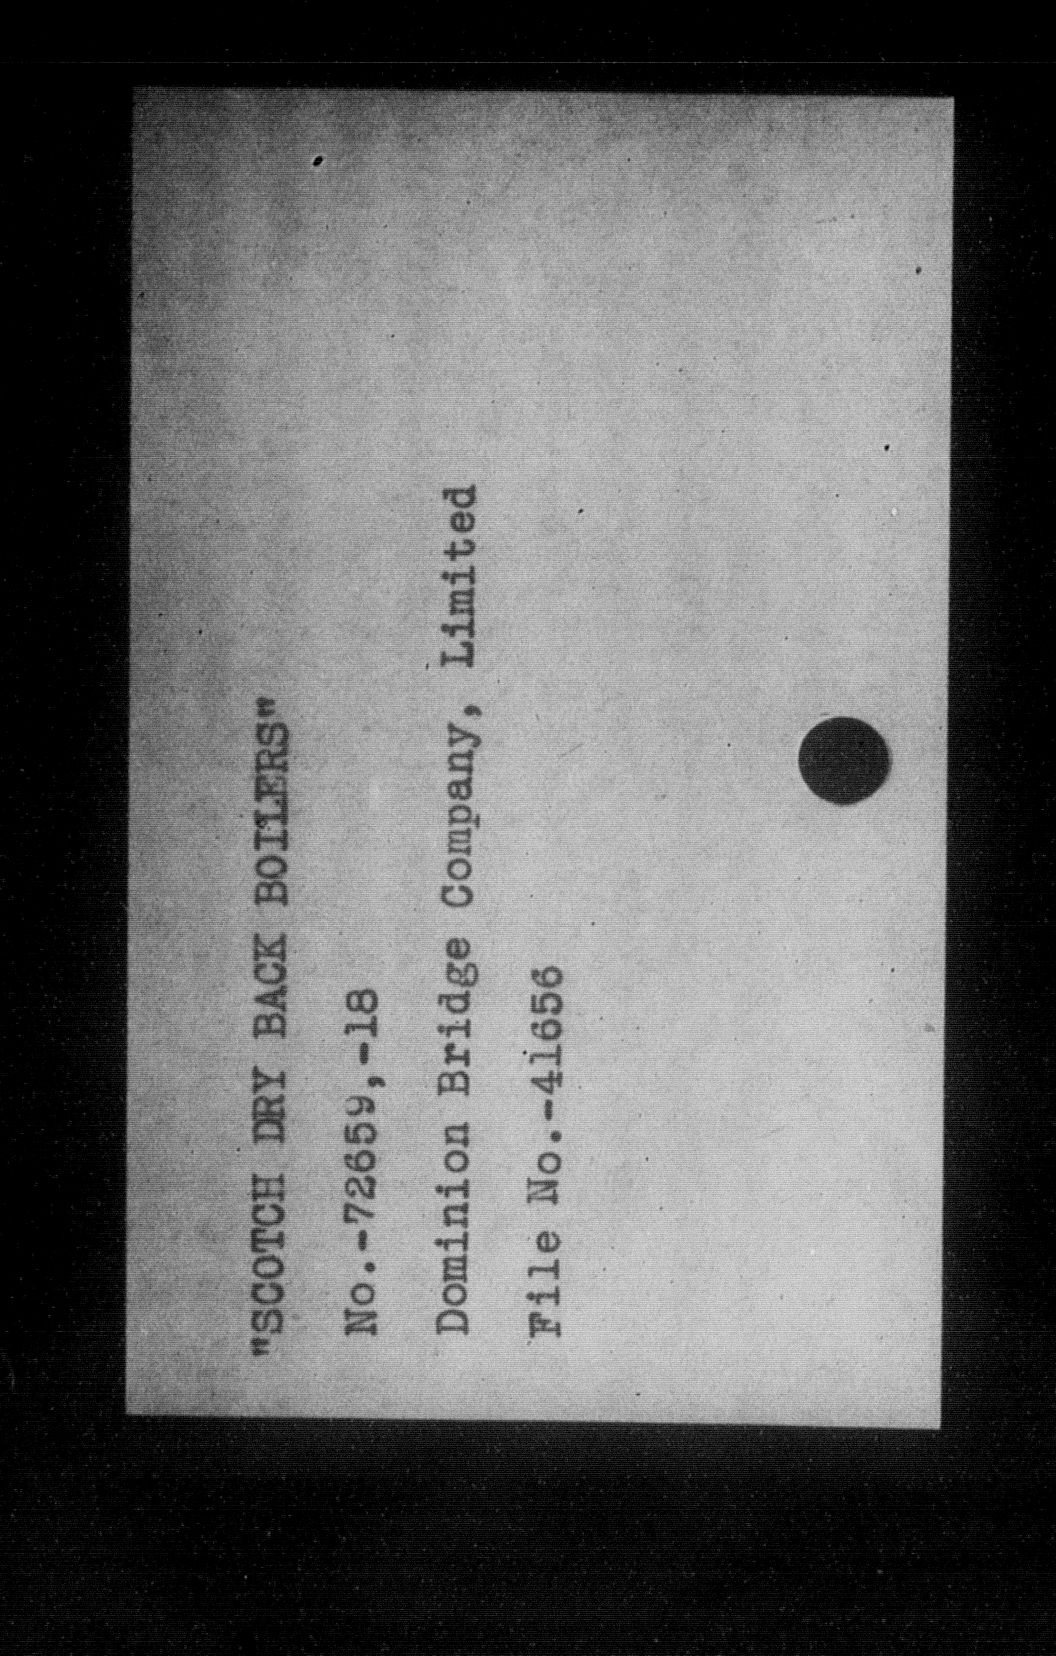 "SCOTCH DRY BACK BOILERS"
No.-72659,-18
Dominion Bridge Company, Limited
File No.-41656